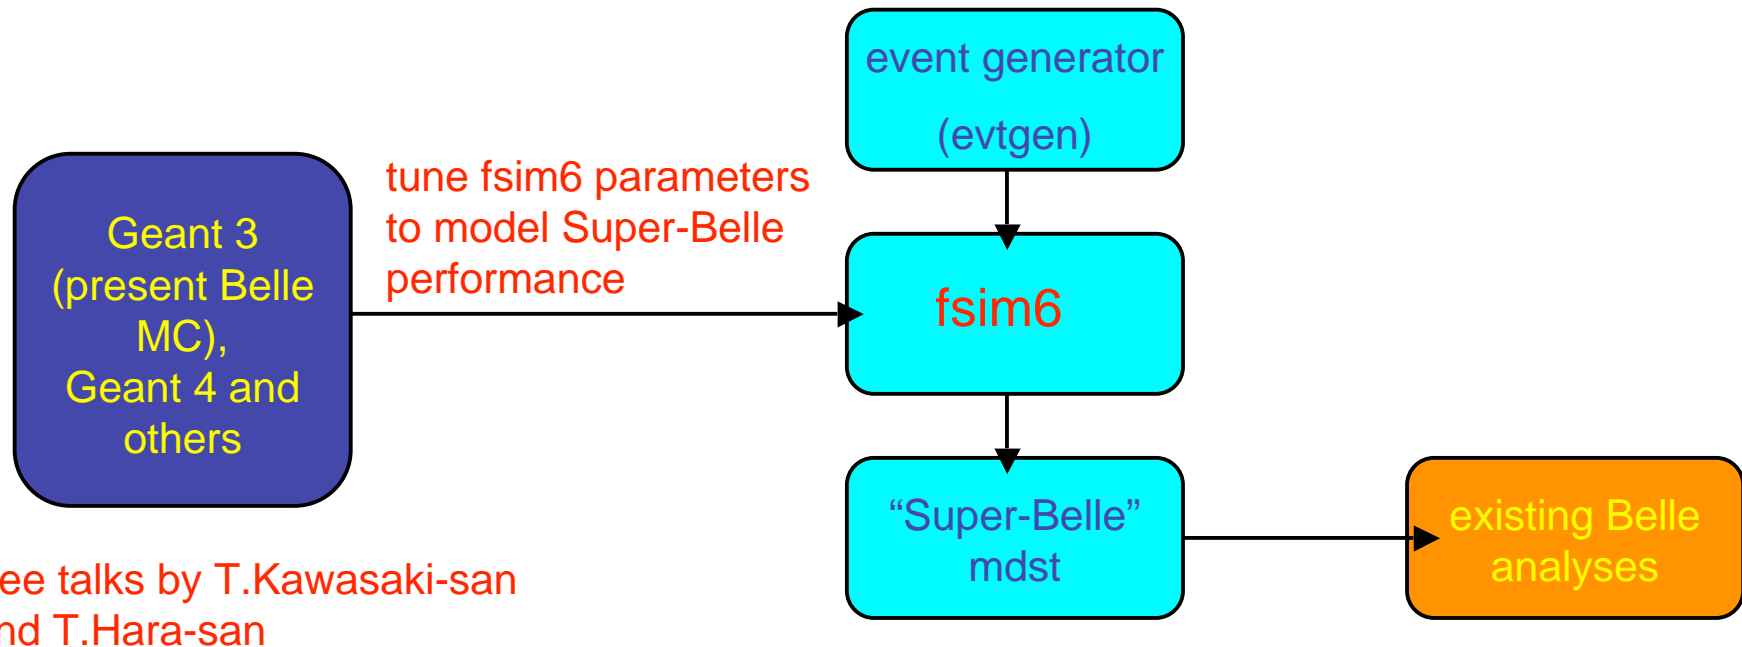 event generator
(evtgen)
tune fsim6 parameters
to model Super-Belle
performance
Geant 3
(present Belle
MC),
Geant 4 and
others
fsim6
“Super-Belle”
mdst
existing Belle
analyses
ee talks by T.Kawasaki-san
nd T.Hara-san